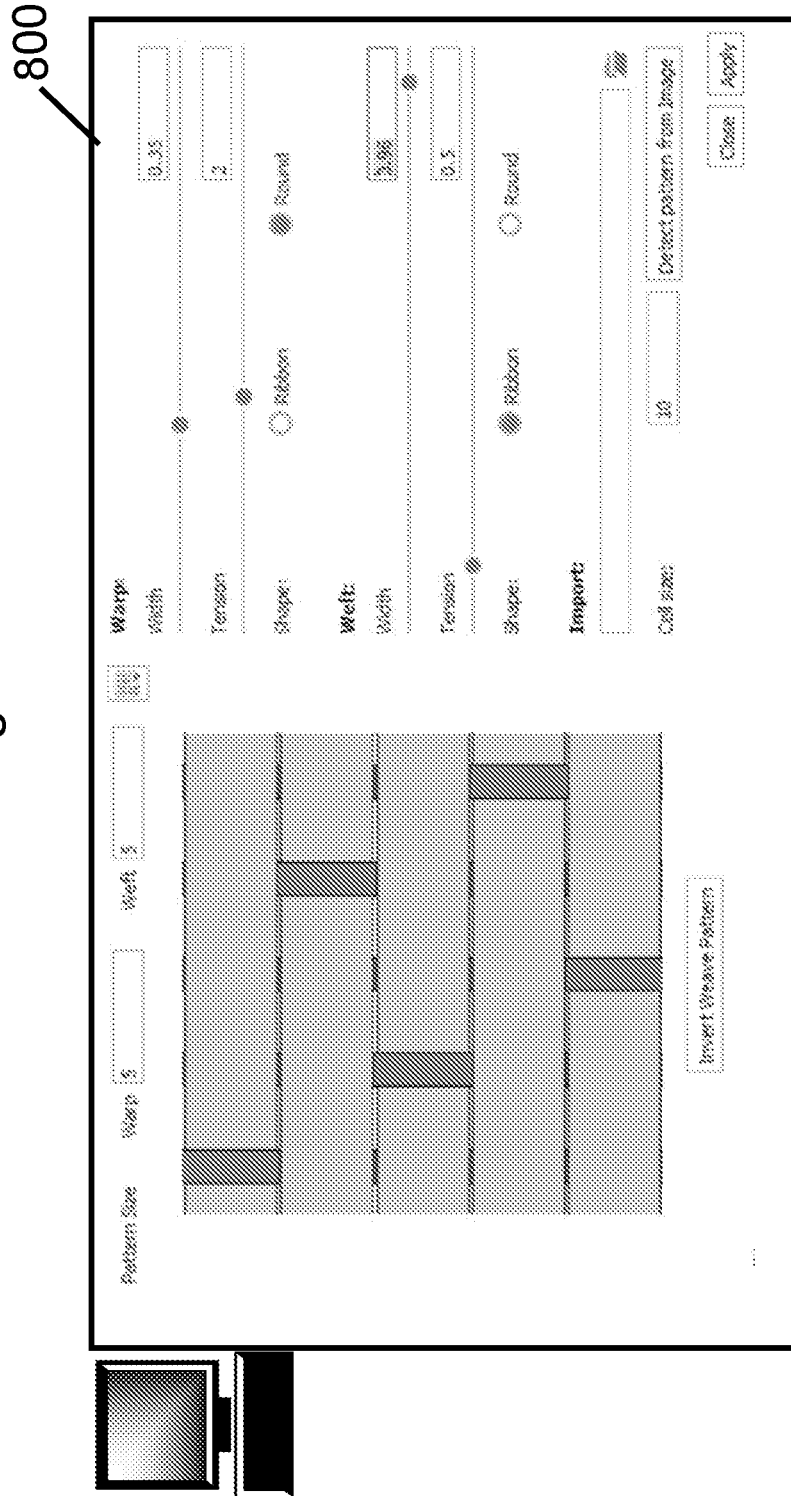 800
Pattern Size Warp 5 Weft 5
Invert Weave Pattern
Warp:
Width 0.35
Tension 2
Shape: Ribbon Round
Weft:
Width
Tension 0.5
Shape: Ribbon Round
Import:
Cell size: 10 Detect pattern from Image
Close Apply